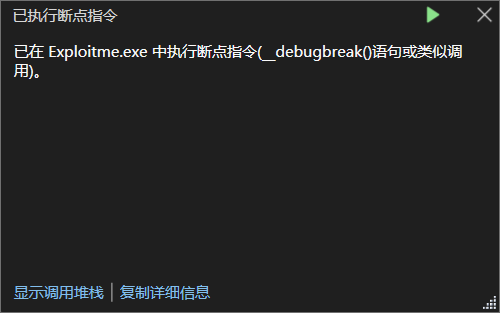 已执行断点指令
已在 Exploitme.exe 中执行断点指令(__debugbreak()语句或类似调
用)。
显示调用堆栈 | 复制详细信息